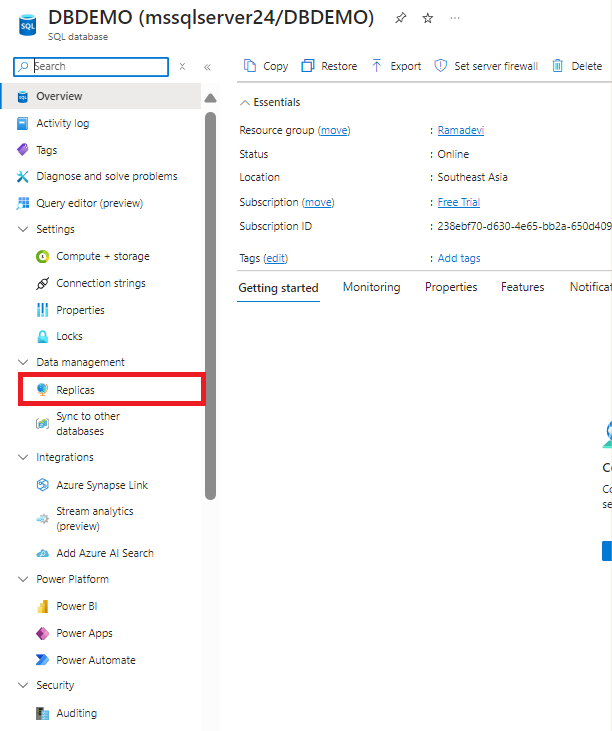 DBDEMO (mssqlserver24/DBDEMO)
SQL database
Search
Overview
Activity log
Tags
Diagnose and solve problems
Query editor (preview)
Settings
Compute + storage
Connection strings
Properties
Locks
Data management
Replicas
Sync to other
databases
Integrations
Azure Synapse Link
Stream analytics
(preview)
Add Azure AI Search
Power Platform
Power BI
Power Apps
Power Automate
Security
Auditing
Copy Restore Export Set server firewall Delete
Essentials
Resource group (move) : Ramadevi
Status : Online
Location : Southeast Asia
Subscription (move) : Free Trial
Subscription ID : 238ebf70-d630-4e65-bb2a-650d409
Tags (edit) : Add tags
Getting started Monitoring Properties Features Notificat